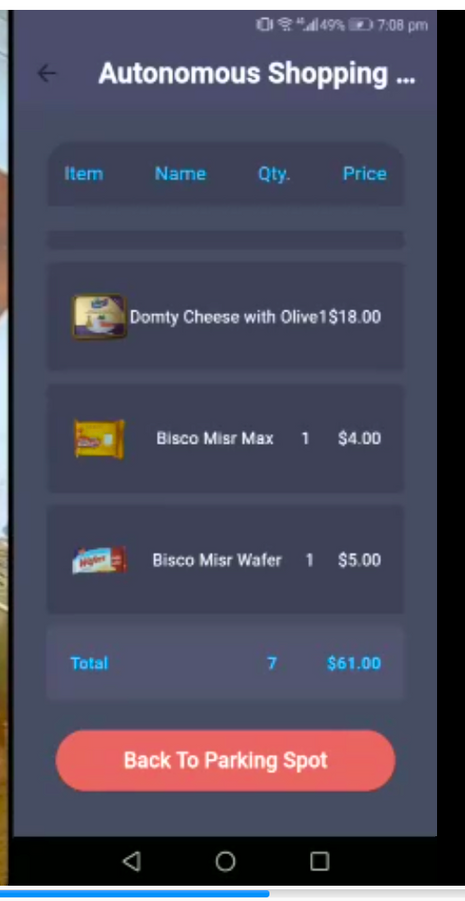 49% 7:08 pm
Autonomous Shopping ...
Item Name Qty. Price
Domty Cheese with Olive 1 $18.00
Bisco Misr Max 1 $4.00
Bisco Misr Wafer 1 $5.00
Total 7 $61.00
Back To Parking Spot